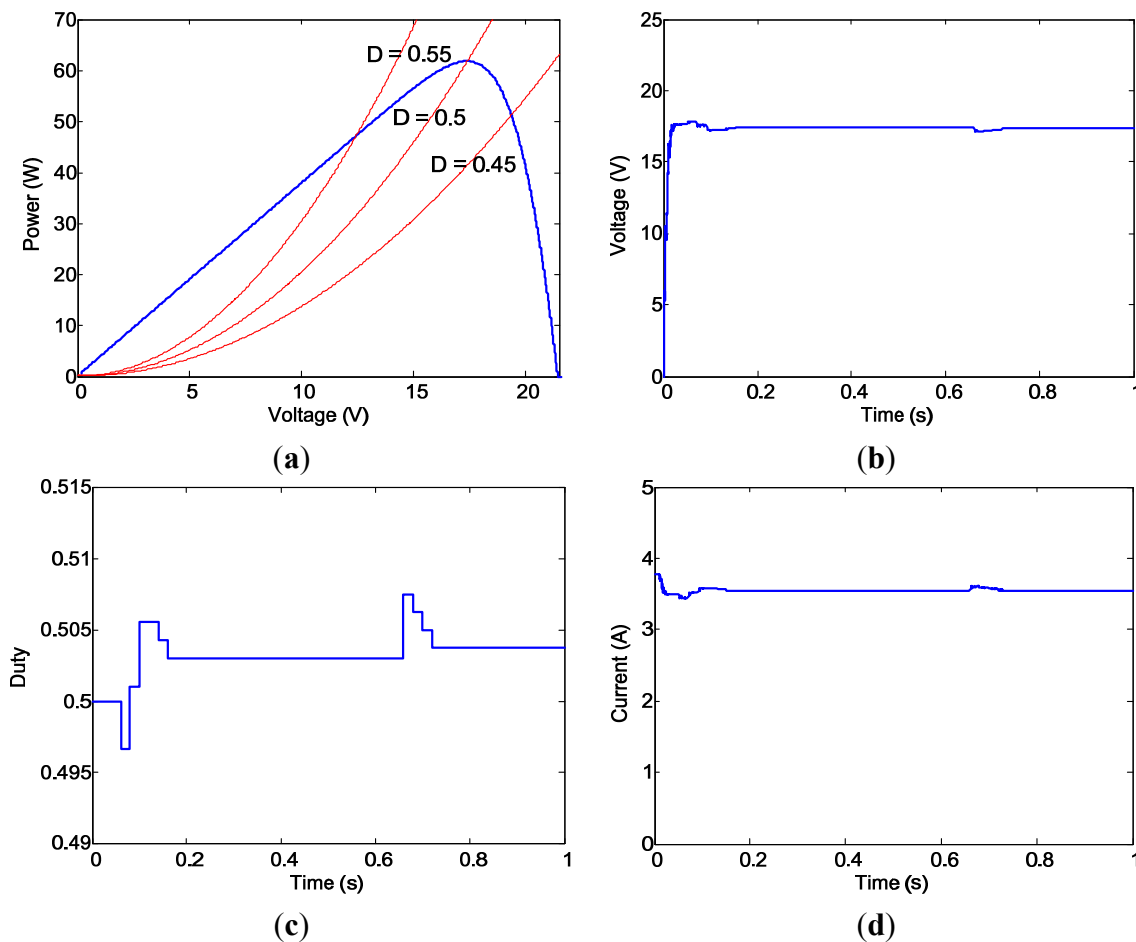 70
60
50
40
30
20
10
0
Power (W)
D = 0.55
D = 0.5
D = 0.45
0 5 10 15 20
Voltage (V)
(a)
25
20
15
10
5
0
Voltage (V)
0 0.2 0.4 0.6 0.8 1
Time (s)
(b)
0.515
0.51
0.505
0.5
0.495
0.49
Duty
0 0.2 0.4 0.6 0.8 1
Time (s)
(c)
5
4
3
2
1
0
Current (A)
0 0.2 0.4 0.6 0.8 1
Time (s)
(d)